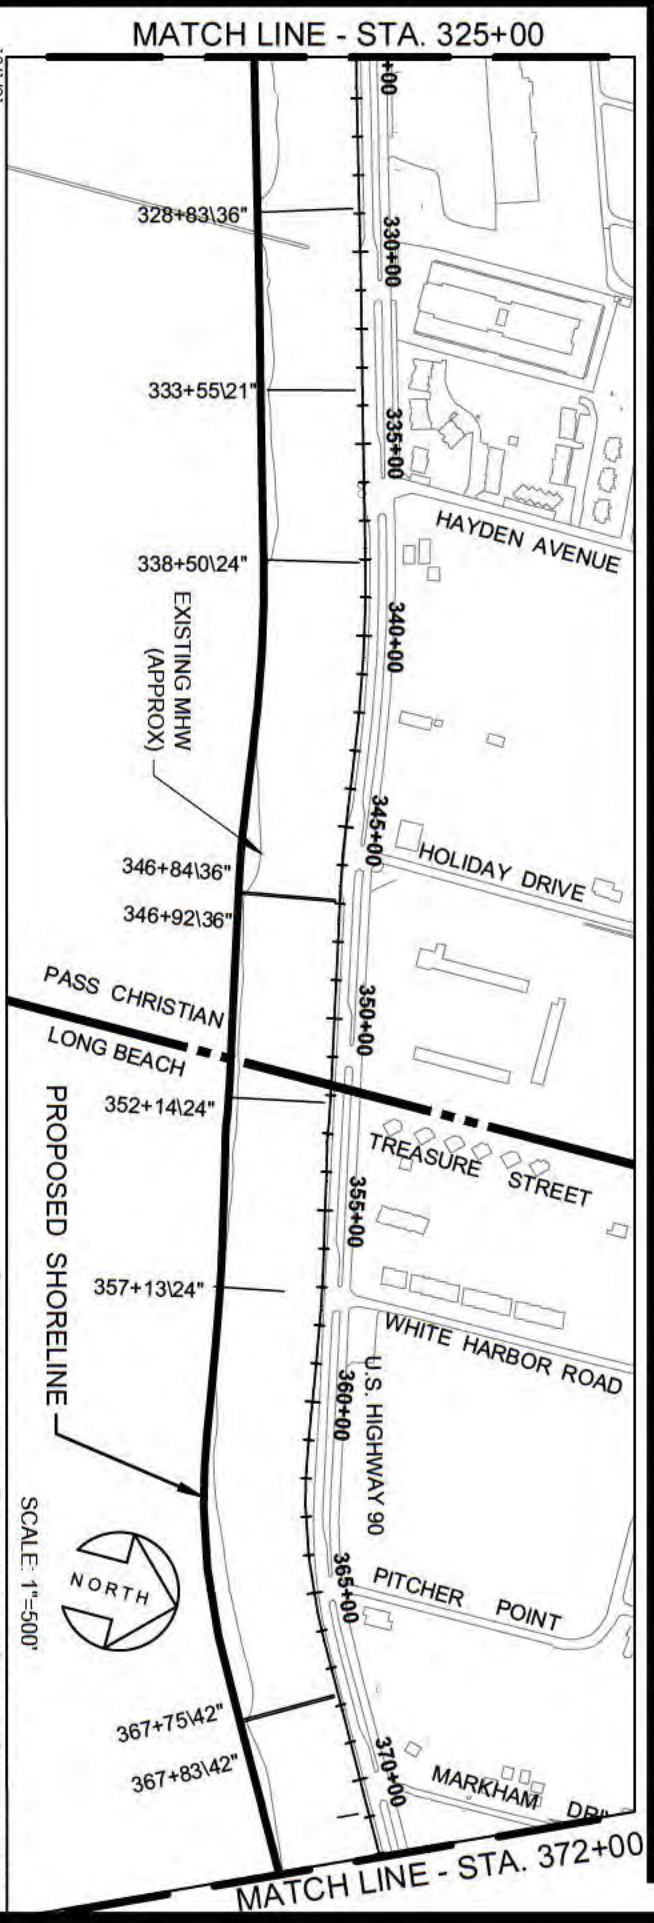 MATCH LINE - STA. 325+00
+00
328+83\36"
330+00
333+55\21"
335+00
HAYDEN AVENUE
338+50\24"
340+00
EXISTING MHW
(APPROX)
345+00
HOLIDAY DRIVE
346+84\36"
346+92\36"
350+00
PASS CHRISTIAN
LONG BEACH
352+14\24"
TREASURE STREET
355+00
357+13\24"
WHITE HARBOR ROAD
PROPOSED SHORELINE
U.S. HIGHWAY 90
360+00
365+00
PITCHER POINT
NORTH
SCALE: 1"=500'
367+75\42"
367+83\42"
370+00
MARKHAM
MATCH LINE - STA. 372+00